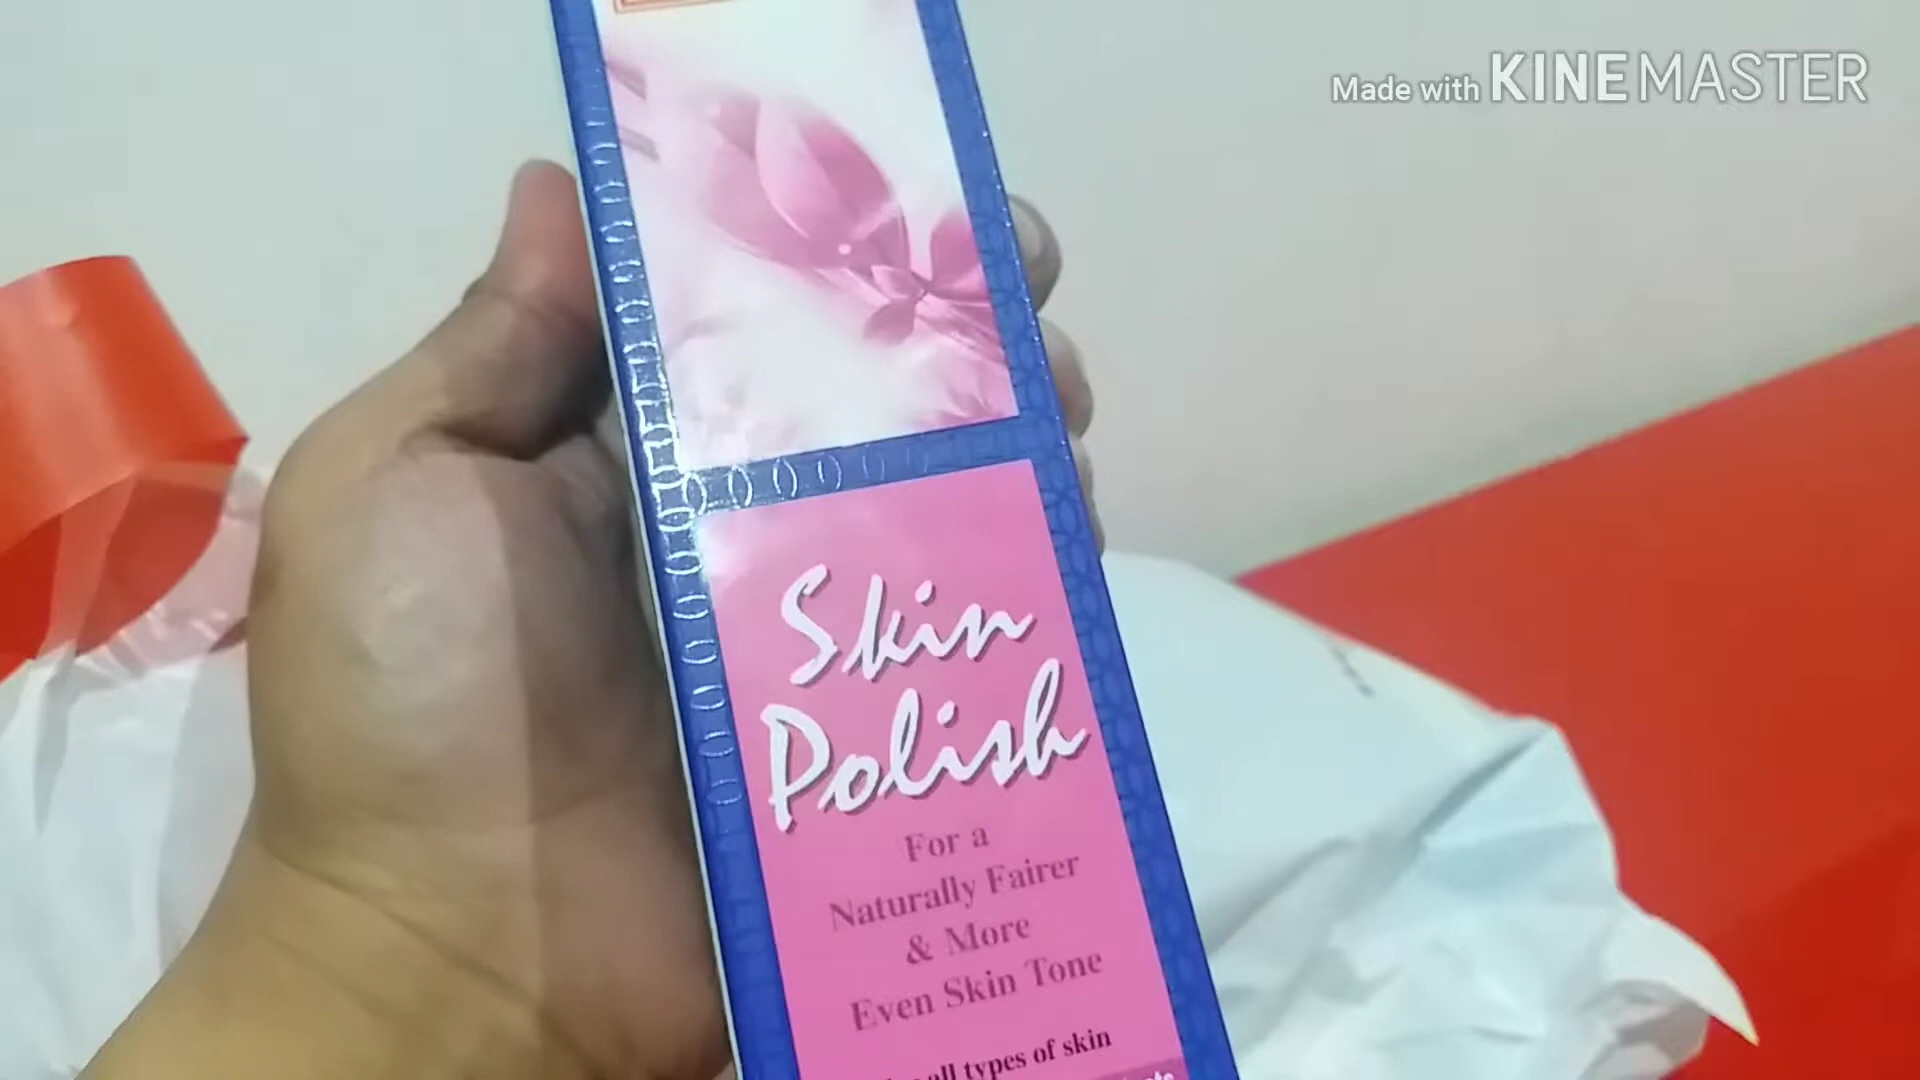 Made with KINEMASTER
Skin
Polish
For a
Naturally Fairer
& More
Even Skin Tone
all types of skin